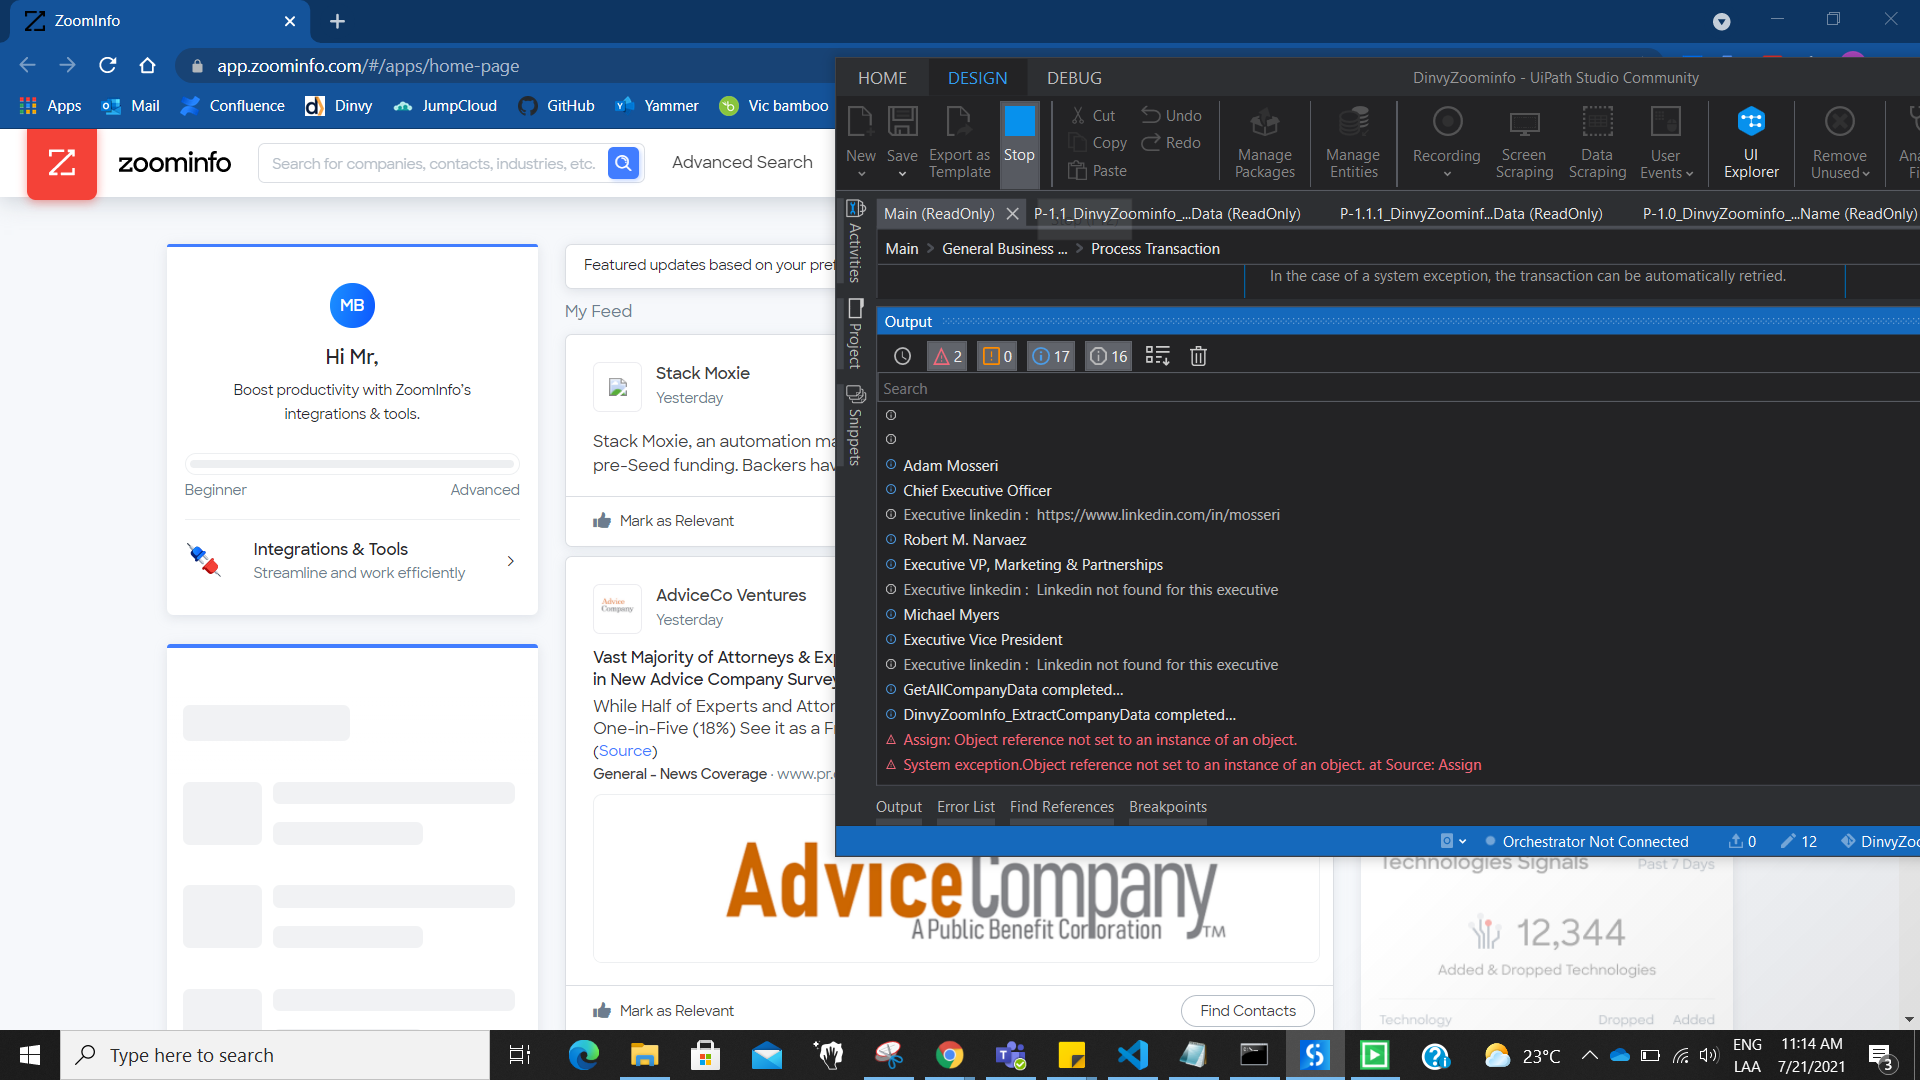 ZoomInfo
app.zoominfo.com/#/apps/home-page
Apps
Mail
Confluence
Dinvy
JumpCloud
GitHub
Yammer
Vic bamboo
zoominfo
Search for companies, contacts, industries, etc.
Advanced Search
MB
Hi Mr,
Boost productivity with ZoomInfo's
integrations & tools.
Beginner
Advanced
Integrations & Tools
Streamline and work efficiently
Featured updates based on your
My Feed
Stack Moxie
Yesterday
Stack Moxie, an automation
pre-Seed funding. Backers
Mark as Relevant
Advice
Company
AdviceCo Ventures
Yesterday
Vast Majority of Attorneys &
in New Advice Company Survey
While Half of Experts and
One-in-Five (18%) See it as a
(Source)
General - News Coverage · www.pr.
AdviceCompany TM
A Public Benefit Corporation
Mark as Relevant
Find Contacts
HOME
DESIGN
DEBUG
DinvyZoominfo - UiPath Studio Community
New
Save
Export as
Template
Stop
Cut
Copy
Paste
Undo
Redo
Manage
Packages
Manage
Entities
Recording
Screen
Scraping
Data
Scraping
User
Events
UI
Explorer
Remove
Unused
Main (ReadOnly)
P-1.1_DinvyZoominfo_...Data (ReadOnly)
P-1.1.1_DinvyZoominf...Data (ReadOnly)
P-1.0_DinvyZoominfo_...Name (ReadOnly)
Activities
Project
Snippets
Main > General Business ... > Process Transaction
In the case of a system exception, the transaction can be automatically retried.
Output
2
0
17
16
Search
Adam Mosseri
Chief Executive Officer
Executive linkedin : https://www.linkedin.com/in/mosseri
Robert M. Narvaez
Executive VP, Marketing & Partnerships
Executive linkedin : Linkedin not found for this executive
Michael Myers
Executive Vice President
Executive linkedin : Linkedin not found for this executive
GetAllCompanyData completed...
DinvyZoomInfo_ExtractCompanyData completed...
Assign: Object reference not set to an instance of an object.
System exception.Object reference not set to an instance of an object. at Source: Assign
Output
Error List
Find References
Breakpoints
Orchestrator Not Connected
0
12
DinvyZoo
Technologies Signals
Past 7 Days
12,344
Added & Dropped Technologies
Technology
Dropped
Added
Type here to search
23°C
ENG
LAA
11:14 AM
7/21/2021
3